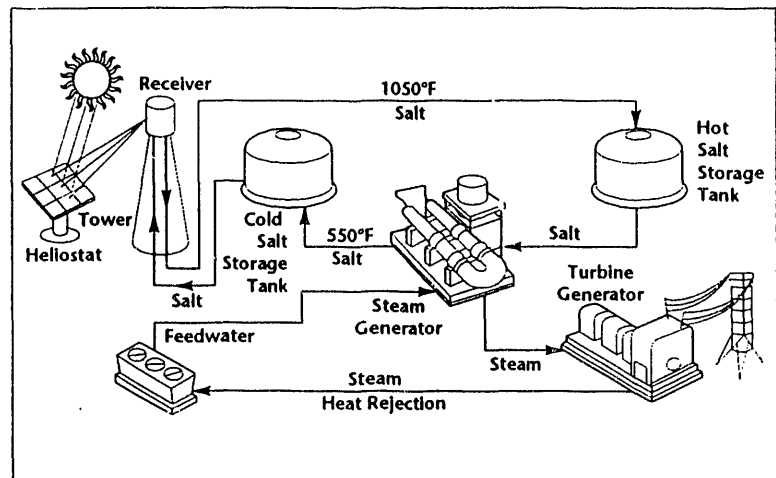 Receiver
1050°F
Salt
Hot
Salt
Storage
Tank
Tower
Heliostat
Cold
Salt
Storage
Tank
550°F
Salt
Salt
Salt
Steam
Generator
Turbine
Generator
Feedwater
Steam
Steam
Heat Rejection